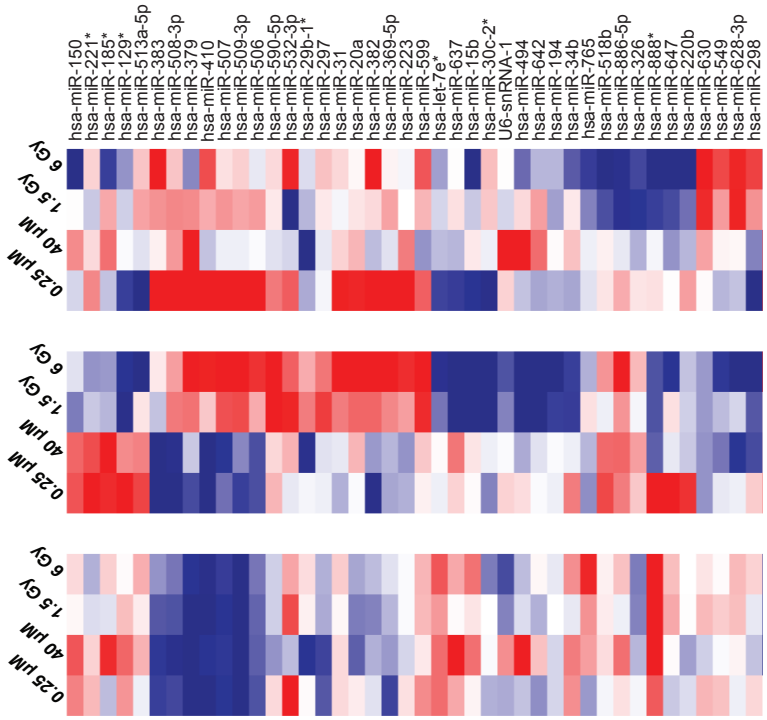 hsa-miR-150
hsa-miR-221*
hsa-miR-185*
hsa-miR-129*
hsa-miR-513a-5p
hsa-miR-383
hsa-miR-508-3p
hsa-miR-379
hsa-miR-410
hsa-miR-507
hsa-miR-509-3p
hsa-miR-506
hsa-miR-590-5p
hsa-miR-532-3p
hsa-miR-29b-1*
hsa-miR-297
hsa-miR-31
hsa-miR-20a
hsa-miR-382
hsa-miR-369-5p
hsa-miR-223
hsa-miR-599
hsa-let-7e*
hsa-miR-637
hsa-miR-15b
hsa-miR-30c-2*
U6-snRNA-1
hsa-miR-494
hsa-miR-642
hsa-miR-194
hsa-miR-34b
hsa-miR-765
hsa-miR-518b
hsa-miR-886-5p
hsa-miR-326
hsa-miR-888*
hsa-miR-647
hsa-miR-220b
hsa-miR-630
hsa-miR-549
hsa-miR-628-3p
hsa-miR-298
6 Gy
1.5 Gy
40 µM
0.25 µM
6 Gy
1.5 Gy
40 µM
0.25 µM
6 Gy
1.5 Gy
40 µM
0.25 µM